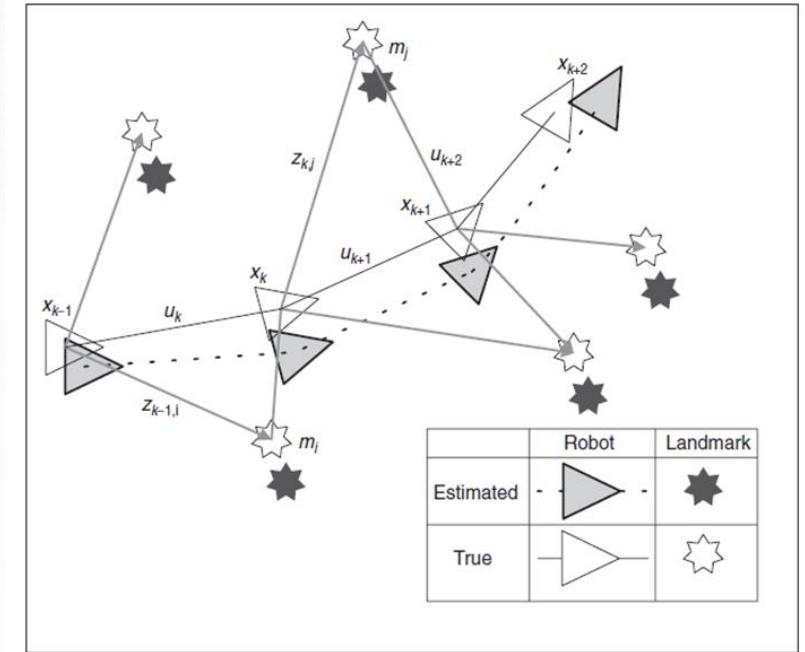 m_j
x_{k+2}
z_{k,j}
u_{k+2}
x_{k+1}
u_{k+1}
x_k
x_{k−1}
u_k
z_{k−1,i}
m_i
Robot Landmark
Estimated
True